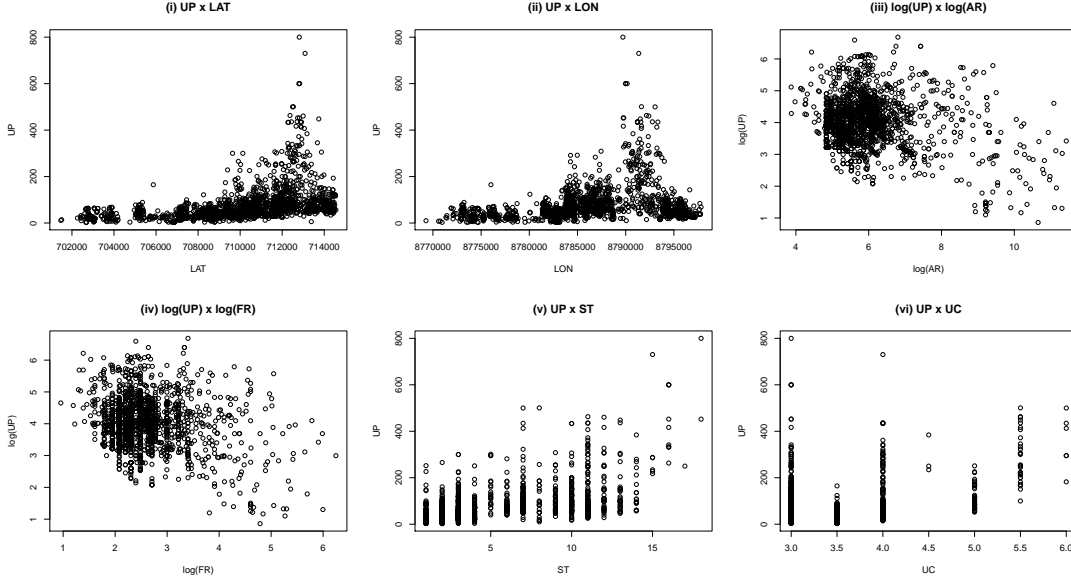 (i) UP x LAT
UP
0 200 400 600 800
702000 704000 706000 708000 710000 712000 714000
LAT
(ii) UP x LON
UP
0 200 400 600 800
8770000 8775000 8780000 8785000 8790000 8795000
LON
(iii) log(UP) x log(AR)
log(UP)
1 2 3 4 5 6
4 6 8 10
log(AR)
(iv) log(UP) x log(FR)
log(UP)
1 2 3 4 5 6
1 2 3 4 5 6
log(FR)
(v) UP x ST
UP
0 200 400 600 800
5 10 15
ST
(vi) UP x UC
UP
0 200 400 600 800
3.0 3.5 4.0 4.5 5.0 5.5 6.0
UC